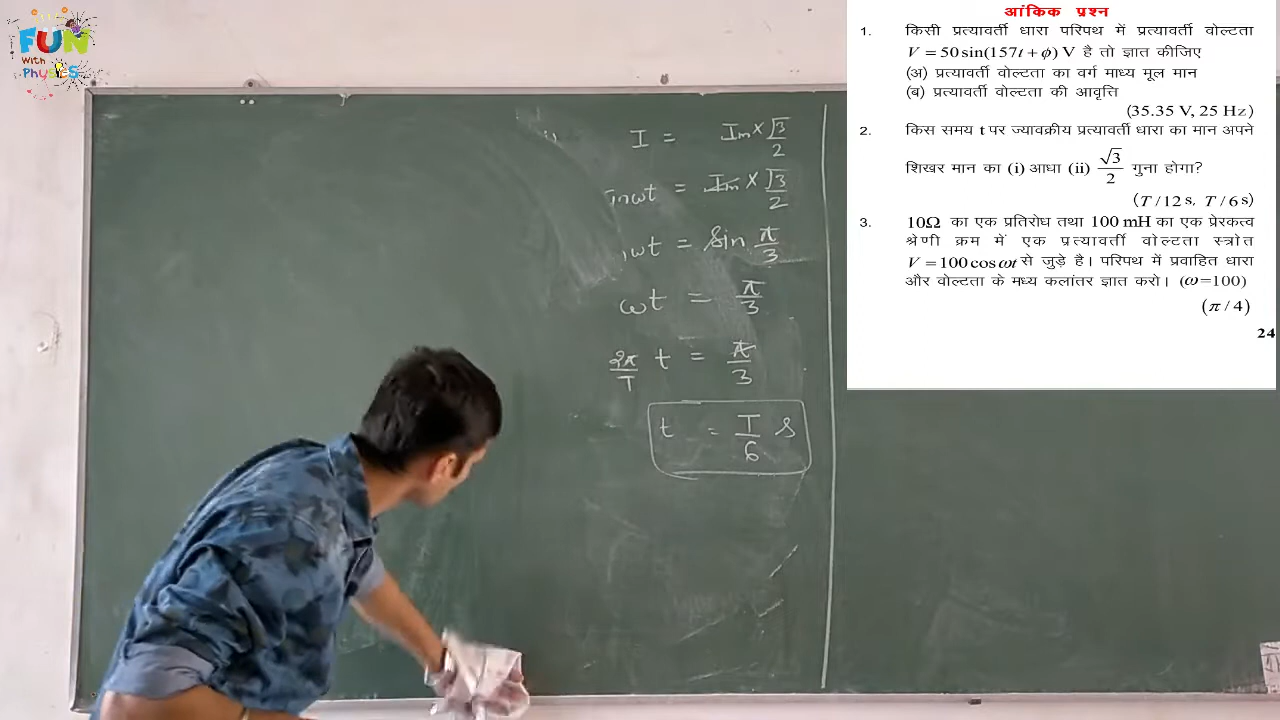 FUN
with
Physics
I = Im × √3/2
sinωt = Im × √3/2
ωt = sin π/3
ωt = π/3
2π/T t = π/3
t = T/6 s
आंकिक प्रश्न
1. किसी प्रत्यावर्ती धारा परिपथ में प्रत्यावर्ती वोल्टता
V = 50 sin(157t + ϕ) V है तो ज्ञात कीजिए
(अ) प्रत्यावर्ती वोल्टता का वर्ग माध्य मूल मान
(ब) प्रत्यावर्ती वोल्टता की आवृत्ति
(35.35 V, 25 Hz)
2. किस समय t पर ज्यावक्रीय प्रत्यावर्ती धारा का मान अपने
शिखर मान का (i) आधा (ii) √3/2 गुना होगा?
(T/12 s. T/6 s)
3. 10Ω का एक प्रतिरोध तथा 100 mH का एक प्रेरकत्व
श्रेणी क्रम में एक प्रत्यावर्ती वोल्टता स्त्रोत
V = 100 cos ωt से जुड़े है। परिपथ में प्रवाहित धारा
और वोल्टता के मध्य कलांतर ज्ञात करो। (ω=100)
(π / 4)
24